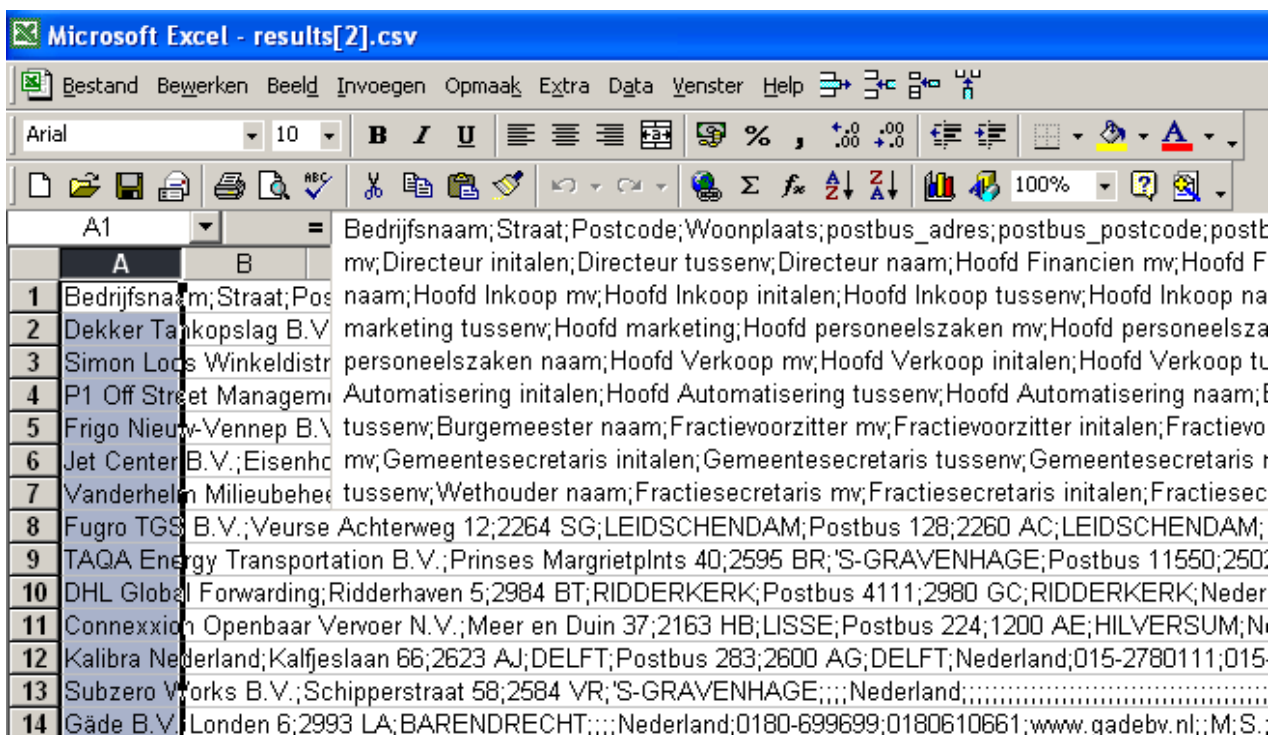 Microsoft Excel - results[2].csv
Bestand Bewerken Beeld Invoegen Opmaak Extra Data Venster Help
Arial 10 B I U % , ,00 ,00 A
ABC Σ fx A Z Z A 100% ?
A1 = Bedrijfsnaam;Straat;Postcode;Woonplaats;postbus_adres;postbus_postcode;postb
A B mv;Directeur initalen;Directeur tussenv;Directeur naam;Hoofd Financien mv;Hoofd F
1 Bedrijfsnaam;Straat;Pos naam;Hoofd Inkoop mv;Hoofd Inkoop initalen;Hoofd Inkoop tussenv;Hoofd Inkoop na
2 Dekker Tankopslag B.V marketing tussenv;Hoofd marketing;Hoofd personeelszaken mv;Hoofd personeelsza
3 Simon Loos Winkeldistr personeelszaken naam;Hoofd Verkoop mv;Hoofd Verkoop initalen;Hoofd Verkoop tu
4 P1 Off Street Managem Automatisering initalen;Hoofd Automatisering tussenv;Hoofd Automatisering naam;B
5 Frigo Nieuw-Vennep B.V tussenv;Burgemeester naam;Fractievoorzitter mv;Fractievoorzitter initalen;Fractievo
6 Jet Center B.V.;Eisenho mv;Gemeentesecretaris initalen;Gemeentesecretaris tussenv;Gemeentesecretaris n
7 Vanderhelm Milieubehee tussenv;Wethouder naam;Fractiesecretaris mv;Fractiesecretaris initalen;Fractiesec
8 Fugro TGS B.V.;Veurse Achterweg 12;2264 SG;LEIDSCHENDAM;Postbus 128;2260 AC;LEIDSCHENDAM;
9 TAQA Energy Transportation B.V.;Prinses Margrietplnts 40;2595 BR;'S-GRAVENHAGE;Postbus 11550;2502
10 DHL Global Forwarding;Ridderhaven 5;2984 BT;RIDDERKERK;Postbus 4111;2980 GC;RIDDERKERK;Neder
11 Connexxion Openbaar Vervoer N.V.;Meer en Duin 37;2163 HB;LISSE;Postbus 224;1200 AE;HILVERSUM;Ne
12 Kalibra Nederland;Kalfjeslaan 66;2623 AJ;DELFT;Postbus 283;2600 AG;DELFT;Nederland;015-2780111;015-
13 Subzero Works B.V.;Schipperstraat 58;2584 VR;'S-GRAVENHAGE;;;;Nederland;;;;;;;;;;;;;;;;;;;;;;;;;;;;;;;;;;;;;;
14 Gäde B.V.;Londen 6;2993 LA;BARENDRECHT;;;;Nederland;0180-699699;0180610661;www.gadebv.nl;;M;S.;